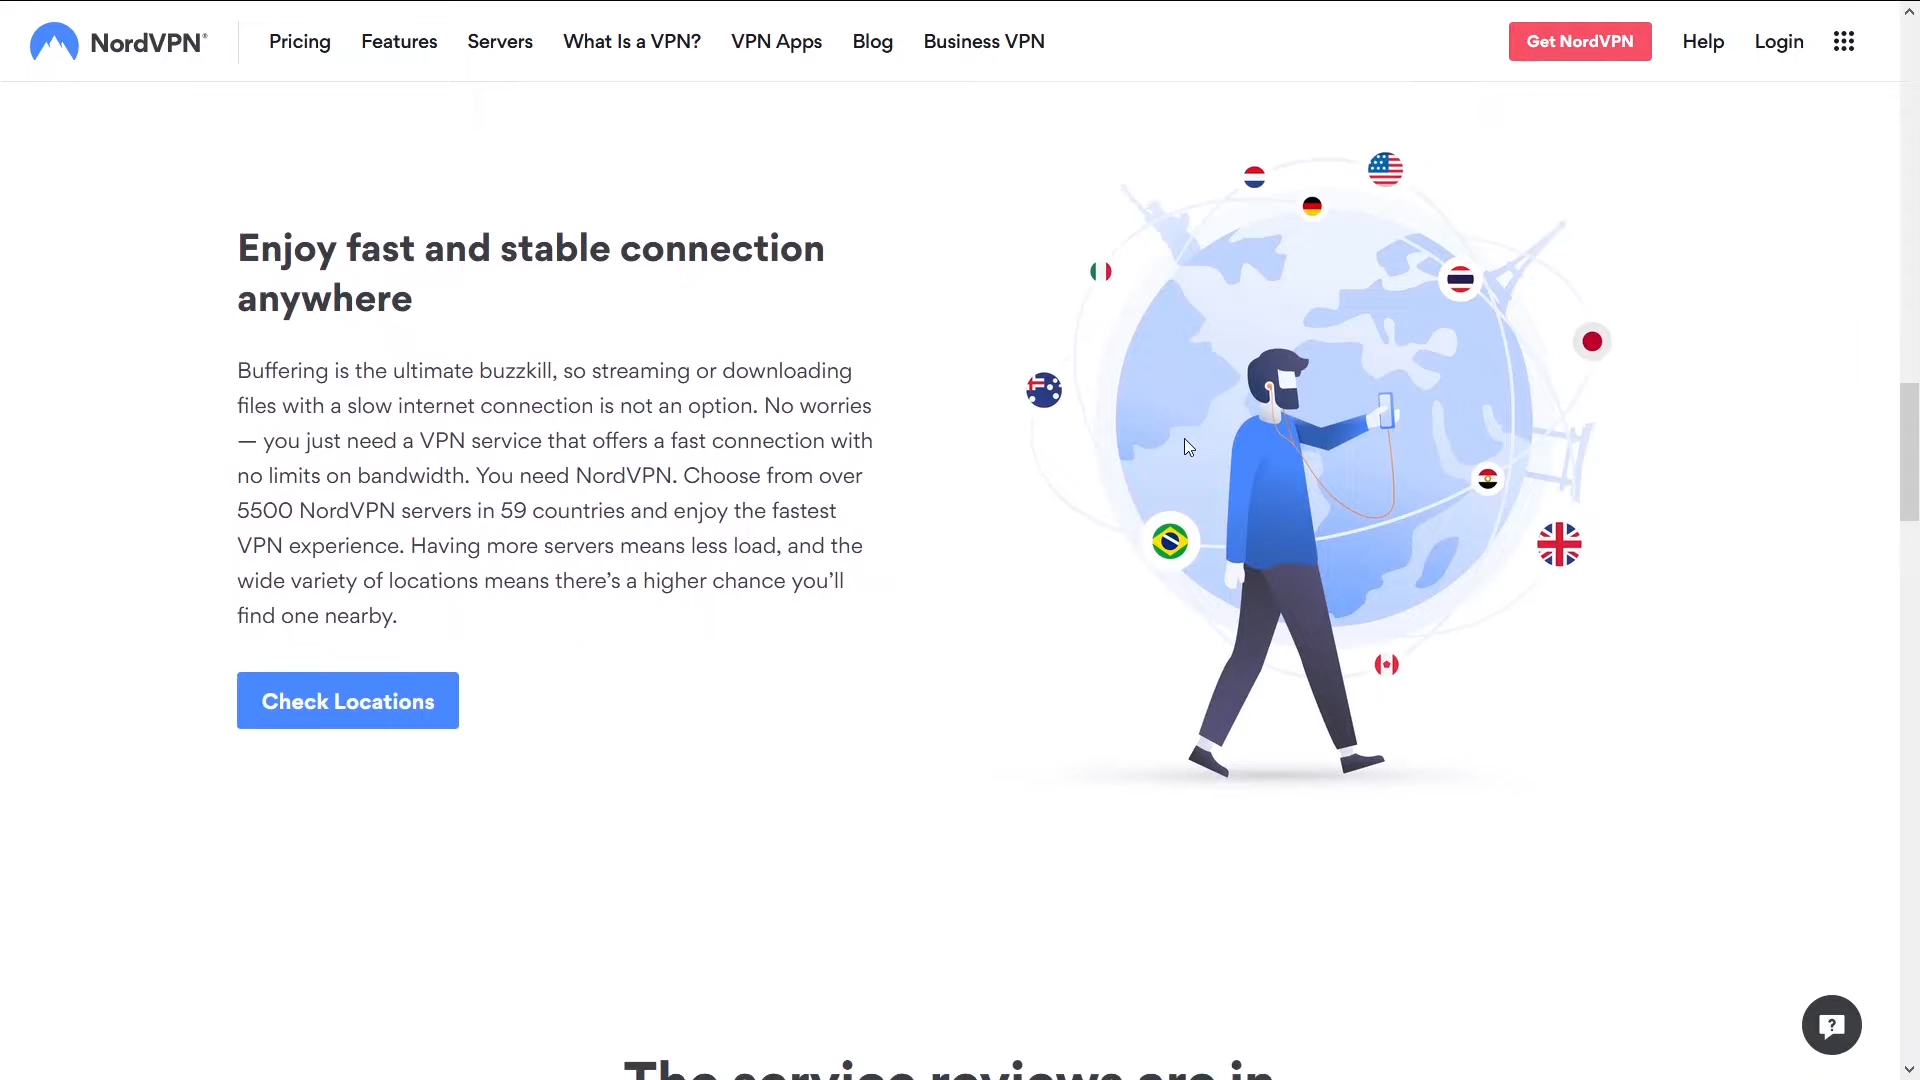 NordVPN®
Pricing
Features
Servers
What Is a VPN?
VPN Apps
Blog
Business VPN
Get NordVPN
Help
Login
Enjoy fast and stable connection
anywhere
Buffering is the ultimate buzzkill, so streaming or downloading
files with a slow internet connection is not an option. No worries
— you just need a VPN service that offers a fast connection with
no limits on bandwidth. You need NordVPN. Choose from over
5500 NordVPN servers in 59 countries and enjoy the fastest
VPN experience. Having more servers means less load, and the
wide variety of locations means there’s a higher chance you’ll
find one nearby.
Check Locations
?
The service reviews are in